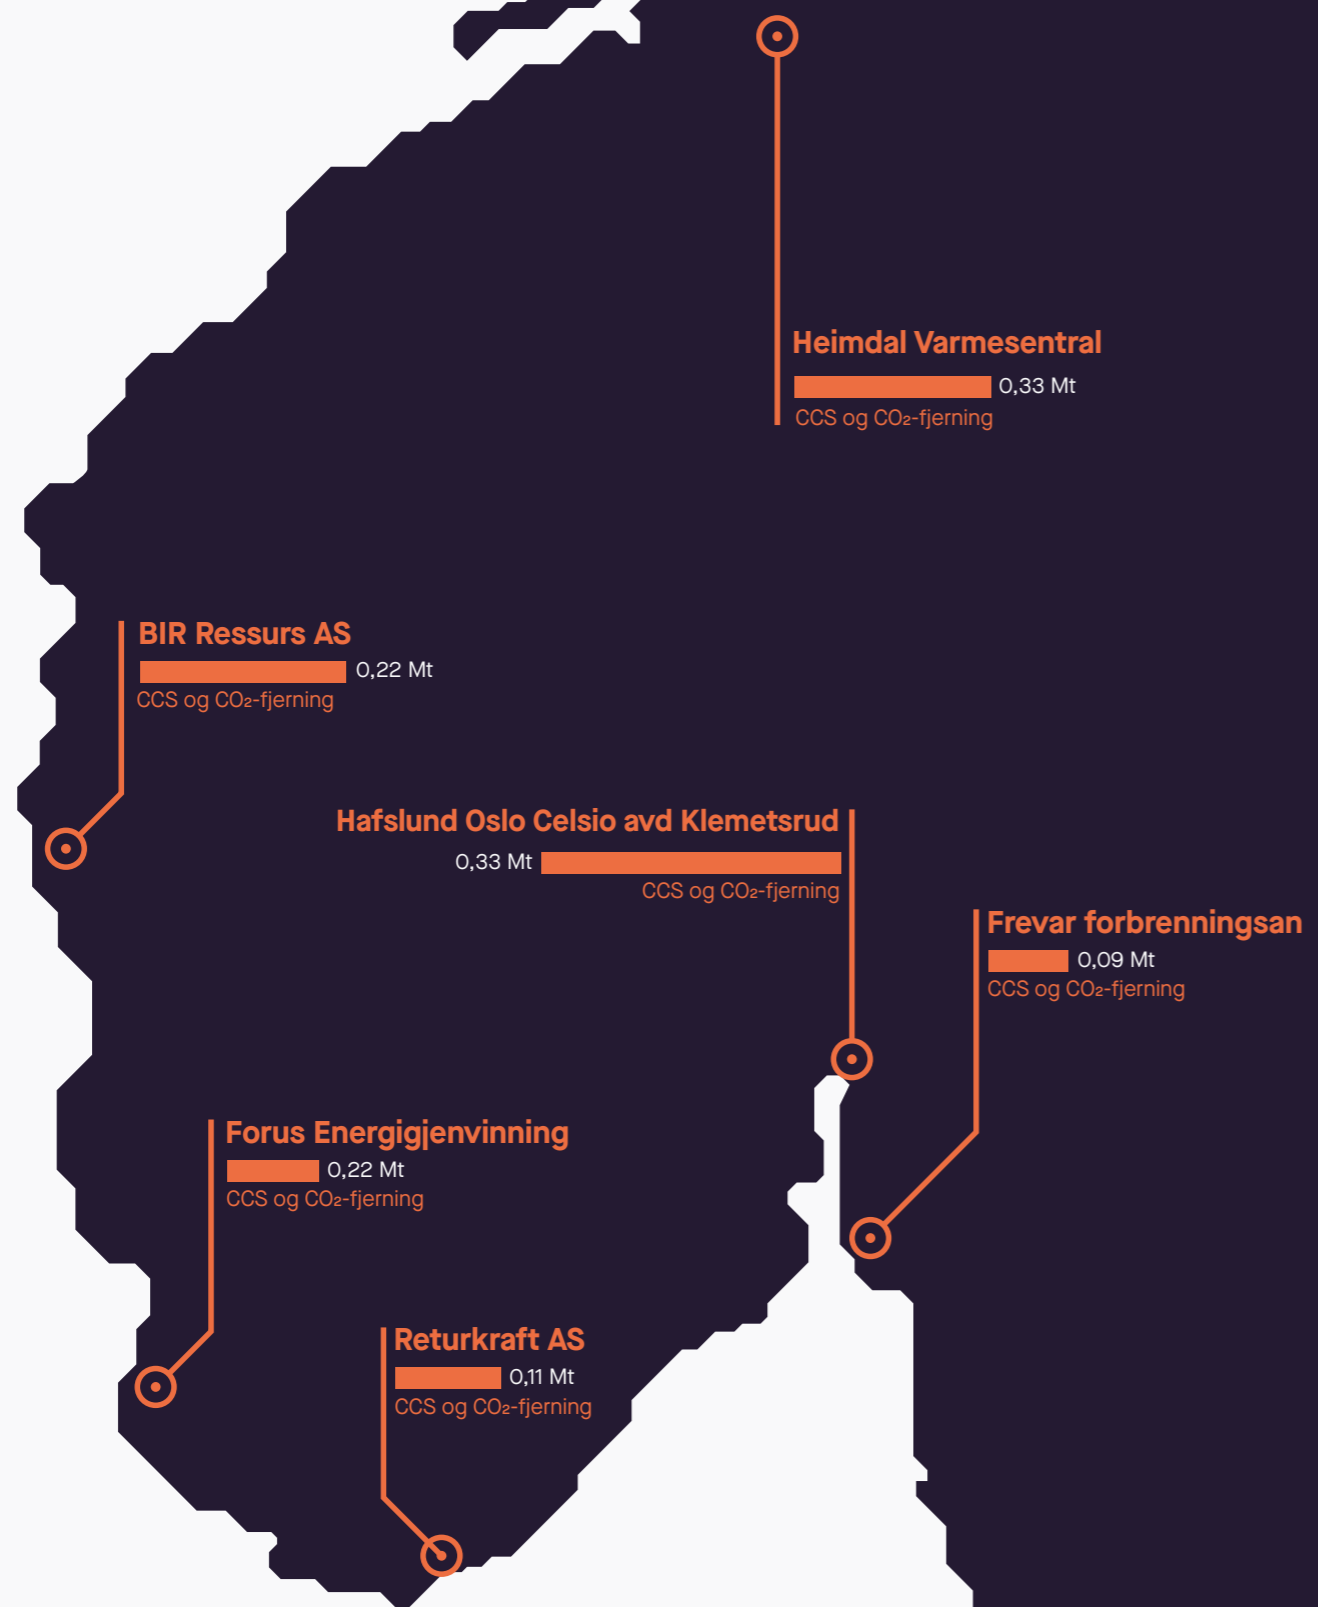 Heimdal Varmesentral
0,33 Mt
CCS og CO₂-fjerning
BIR Ressurs AS
0,22 Mt
CCS og CO₂-fjerning
Hafslund Oslo Celsio avd Klemetsrud
0,33 Mt
CCS og CO₂-fjerning
Frevar forbrenningsan
0,09 Mt
CCS og CO₂-fjerning
Forus Energigjenvinning
0,22 Mt
CCS og CO₂-fjerning
Returkraft AS
0,11 Mt
CCS og CO₂-fjerning